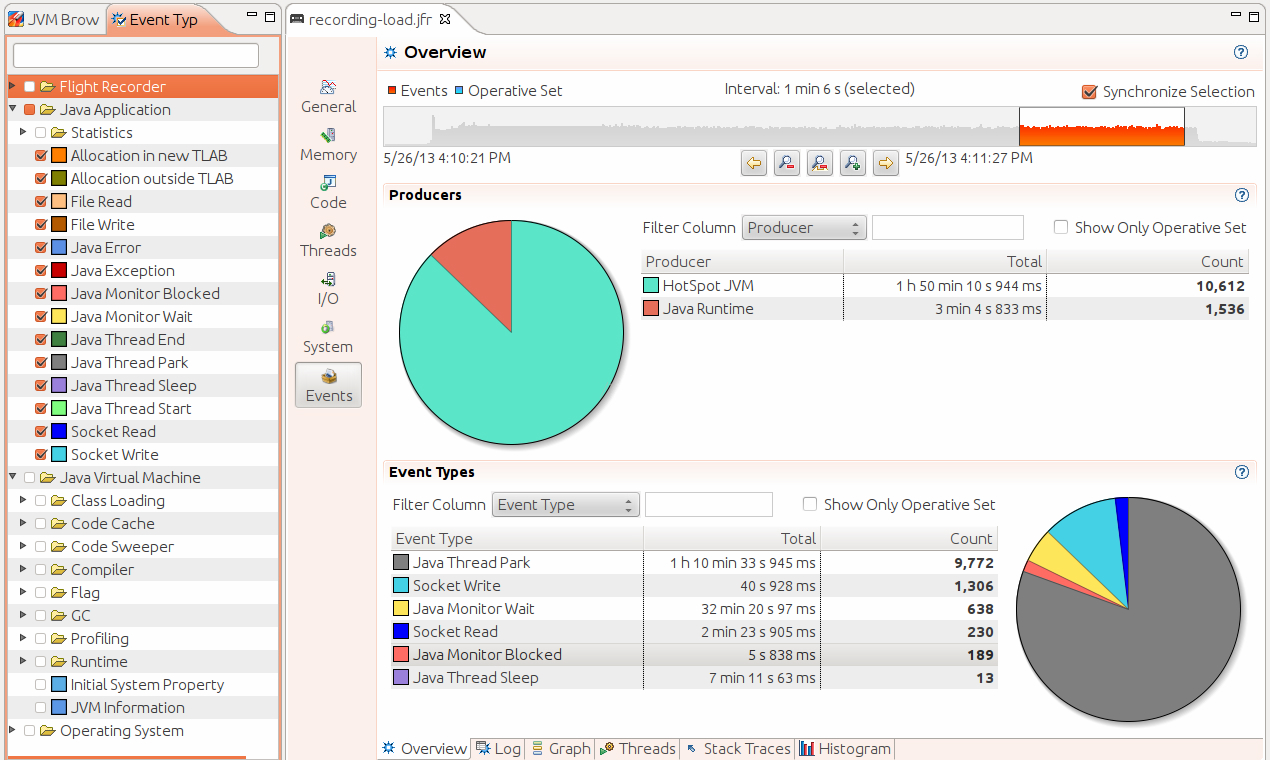 JVM Brow
Event Typ
Flight Recorder
Java Application
Statistics
Allocation in new TLAB
Allocation outside TLAB
File Read
File Write
Java Error
Java Exception
Java Monitor Blocked
Java Monitor Wait
Java Thread End
Java Thread Park
Java Thread Sleep
Java Thread Start
Socket Read
Socket Write
Java Virtual Machine
Class Loading
Code Cache
Code Sweeper
Compiler
Flag
GC
Profiling
Runtime
Initial System Property
JVM Information
Operating System
recording-load.jfr
General
Memory
Code
Threads
I/O
System
Events
Overview
Events Operative Set Interval: 1 min 6 s (selected) Synchronize Selection
5/26/13 4:10:21 PM 5/26/13 4:11:27 PM
Producers
Filter Column Producer Show Only Operative Set
Producer Total Count
HotSpot JVM 1 h 50 min 10 s 944 ms 10,612
Java Runtime 3 min 4 s 833 ms 1,536
Event Types
Filter Column Event Type Show Only Operative Set
Event Type Total Count
Java Thread Park 1 h 10 min 33 s 945 ms 9,772
Socket Write 40 s 928 ms 1,306
Java Monitor Wait 32 min 20 s 97 ms 638
Socket Read 2 min 23 s 905 ms 230
Java Monitor Blocked 5 s 838 ms 189
Java Thread Sleep 7 min 11 s 63 ms 13
Overview Log Graph Threads Stack Traces Histogram